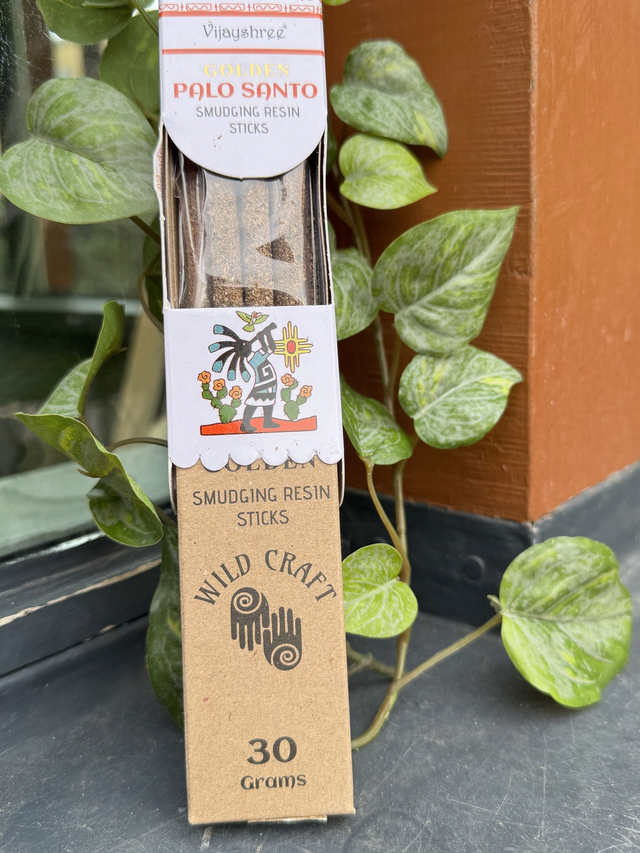 Vijayshree®
GOLDEN
PALO SANTO
SMUDGING RESIN
STICKS
GOLDEN
SMUDGING RESIN
STICKS
WILD CRAFT
30
Grams